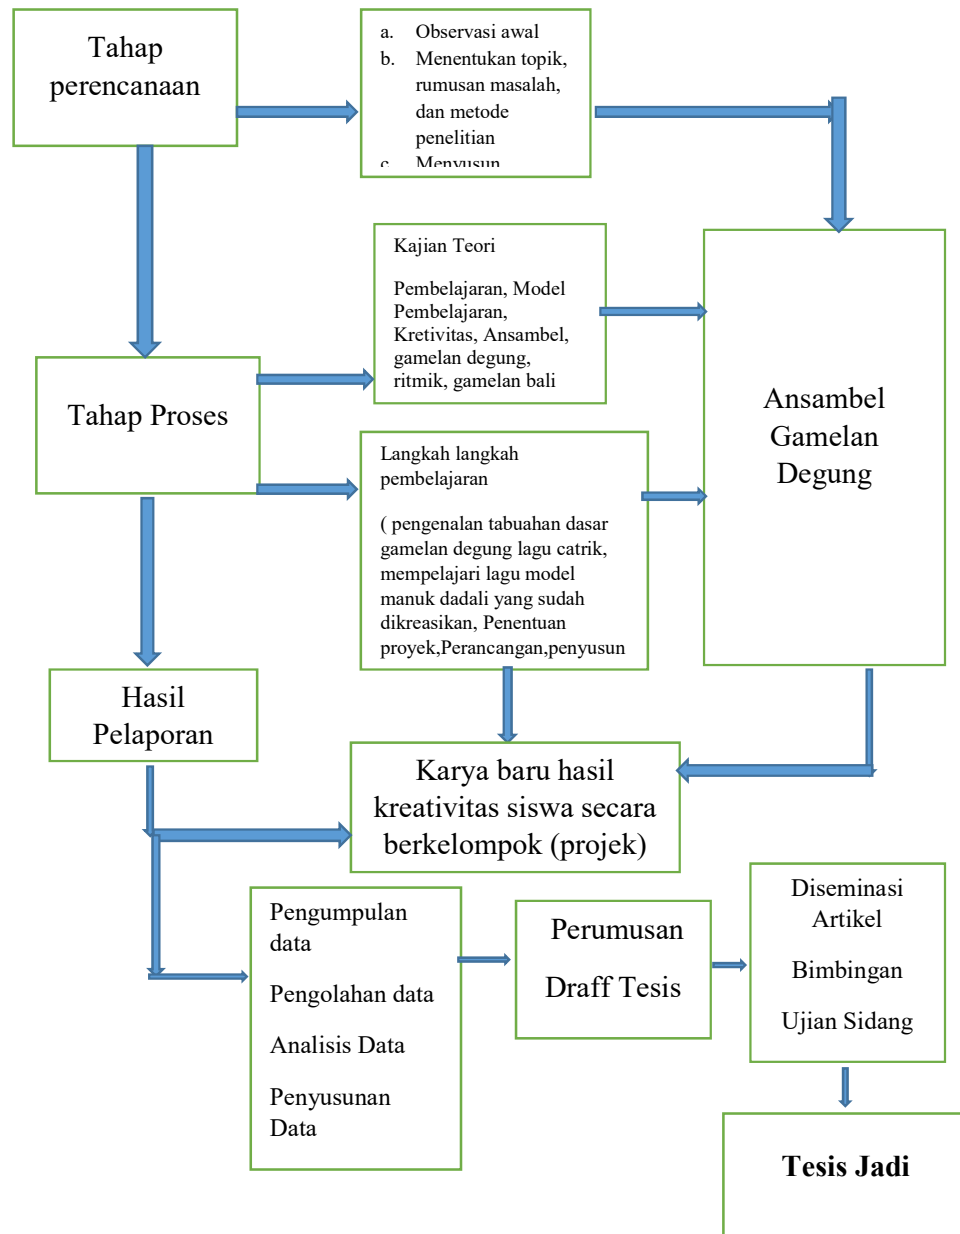 Tahap
perencanaan
a. Observasi awal
b. Menentukan topik,
rumusan masalah,
dan metode
penelitian
c. Menyusun
Kajian Teori
Pembelajaran, Model
Pembelajaran,
Kretivitas, Ansambel,
gamelan degung,
ritmik, gamelan bali
Tahap Proses
Ansambel
Gamelan
Degung
Langkah langkah
pembelajaran
( pengenalan tabuahan dasar
gamelan degung lagu catrik,
mempelajari lagu model
manuk dadali yang sudah
dikreasikan, Penentuan
proyek,Perancangan,penyusun
Hasil
Pelaporan
Karya baru hasil
kreativitas siswa secara
berkelompok (projek)
Pengumpulan
data
Pengolahan data
Analisis Data
Penyusunan
Data
Perumusan
Draff Tesis
Diseminasi
Artikel
Bimbingan
Ujian Sidang
Tesis Jadi